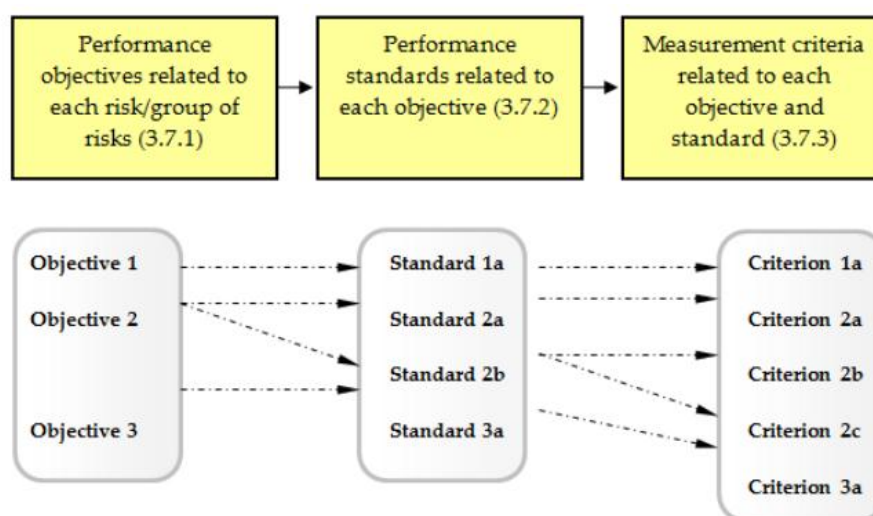 Performance
objectives related to
each risk/group of
risks (3.7.1)
Performance
standards related to
each objective (3.7.2)
Measurement criteria
related to each
objective and
standard (3.7.3)
Objective 1
Objective 2
Objective 3
Standard 1a
Standard 2a
Standard 2b
Standard 3a
Criterion 1a
Criterion 2a
Criterion 2b
Criterion 2c
Criterion 3a